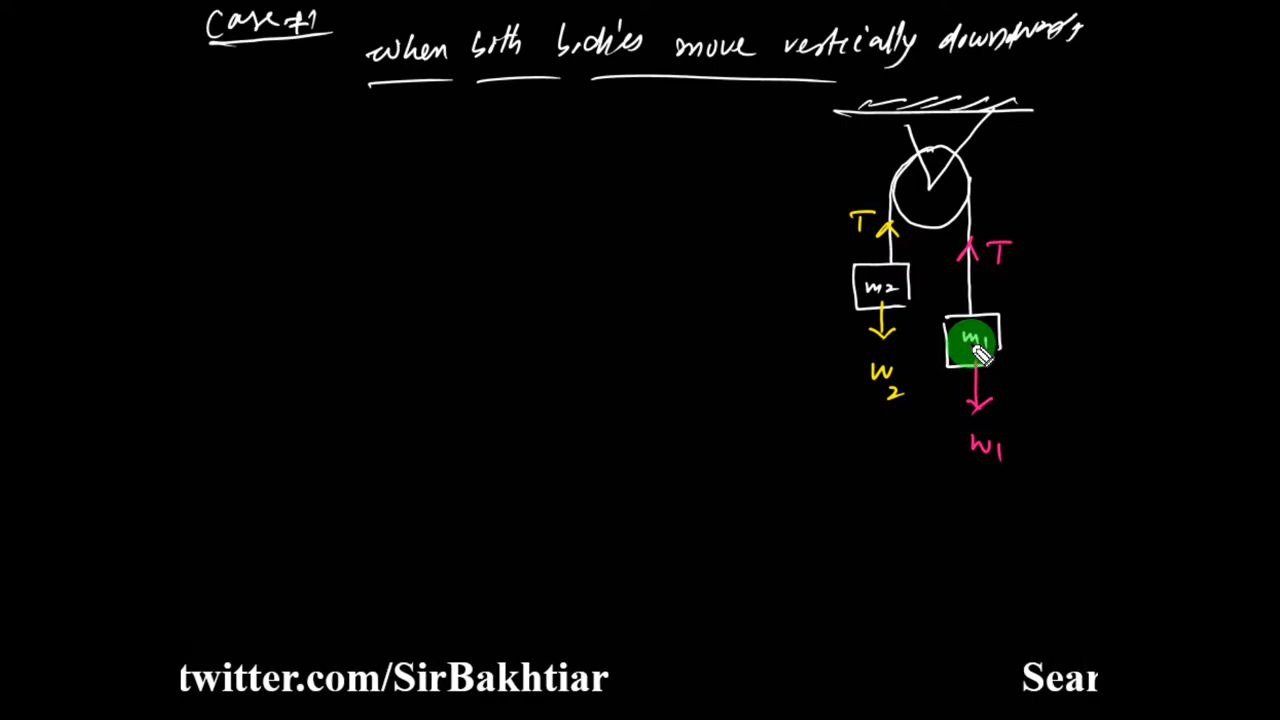 Case #1
when both bodies move vertically downwards
T
T
m2
m1
W2
W1
twitter.com/SirBakhtiar
Sear